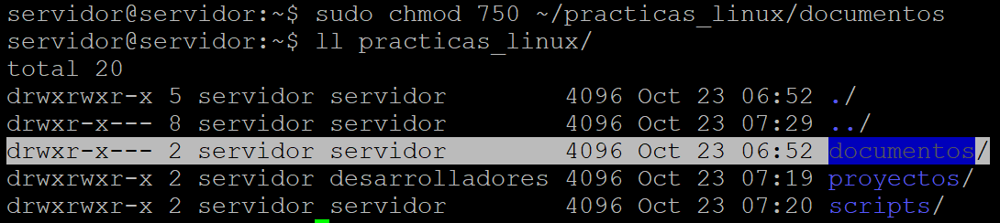 servidor@servidor:~$ sudo chmod 750 ~/practicas_linux/documentos
servidor@servidor:~$ ll practicas_linux/
total 20
drwxrwxr-x 5 servidor servidor        4096 Oct 23 06:52 ./
drwxr-x--- 8 servidor servidor        4096 Oct 23 07:29 ../
drwxr-x--- 2 servidor servidor        4096 Oct 23 06:52 documentos/
drwxrwxr-x 2 servidor desarrolladores 4096 Oct 23 07:19 proyectos/
drwxrwxr-x 2 servidor servidor        4096 Oct 23 07:20 scripts/